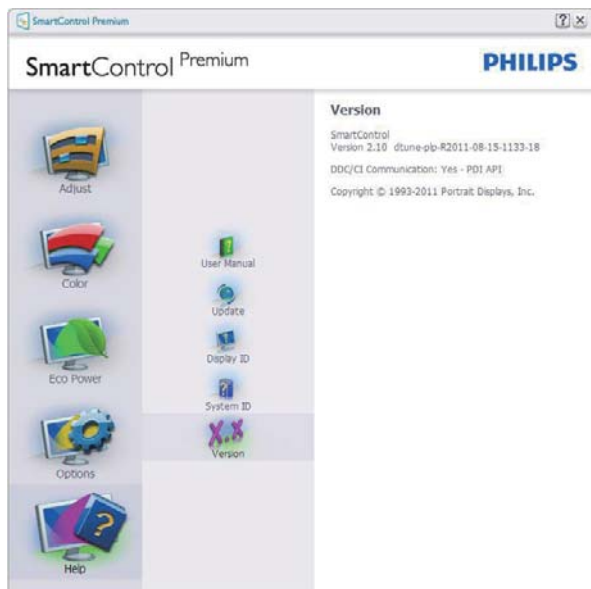 SmartControl Premium
SmartControl Premium
PHILIPS
Adjust
Color
Eco Power
Options
Help
User Manual
Update
Display ID
System ID
Version
Version
SmartControl
Version 2.10 dtune-plp-R2011-08-15-1133-18
DDC/CI Communication: Yes - PDI API
Copyright © 1993-2011 Portrait Displays, Inc.